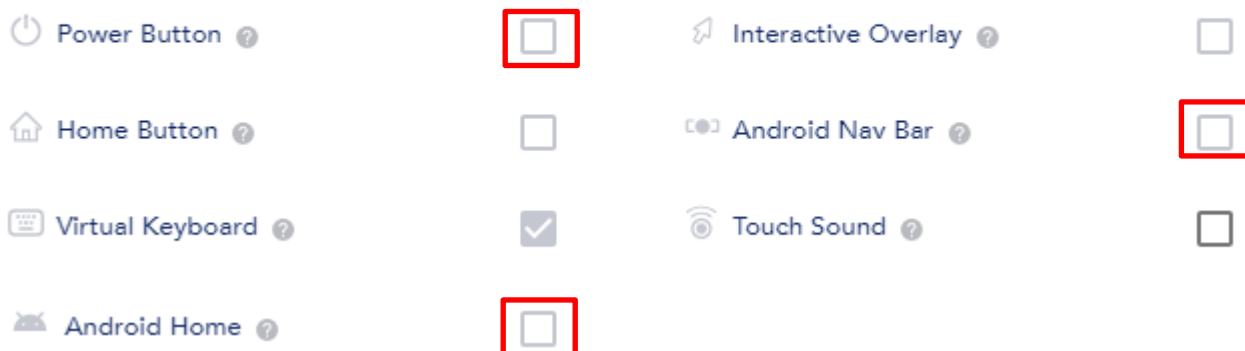 Power Button
Interactive Overlay
Home Button
Android Nav Bar
Virtual Keyboard
Touch Sound
Android Home